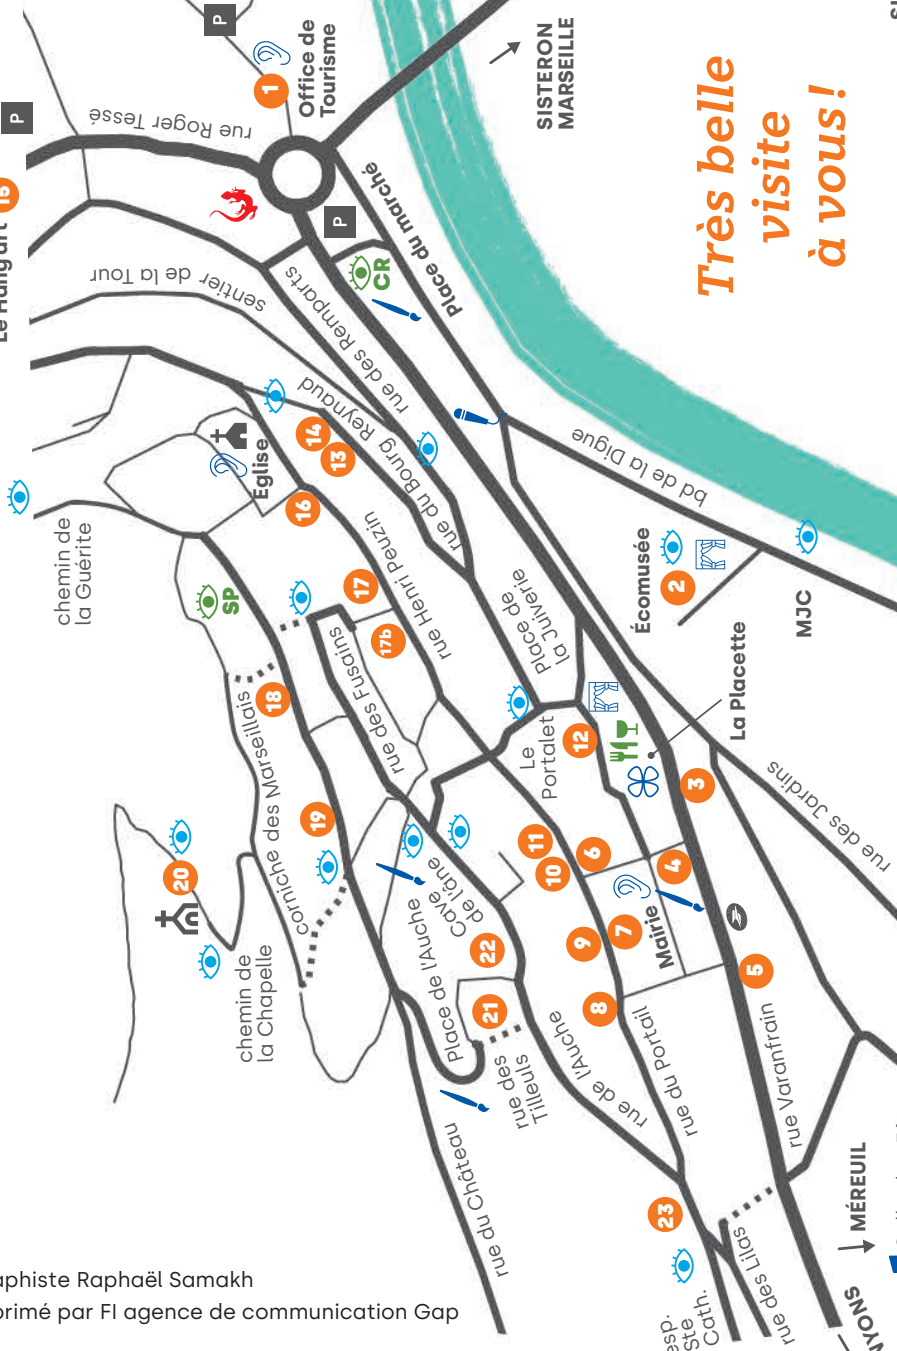 P
P
P
Le Hang'art
15
1
Office de
Tourisme
rue Roger Tessé
SISTERON
MARSEILLE
Très belle
visite
à vous !
Place du marché
CR
sentier de la Tour
rue des Remparts
Reynaud
rue du Bourg
14
13
Église
16
chemin de
la Guérite
SP
17
17b
rue Henri Peuzin
rue des Fusains
bd de la Digue
Écomusée
2
MJC
Place de
la Juiverie
La Placette
Le
Portalet
12
3
rue des Jardins
18
corniche des Marseillais
19
20
chemin de
la Chapelle
Cave
de l'âne
Place de l'Auche
11
10
6
4
9
7
Mairie
22
21
8
5
rue des
Tilleuls
rue de l'Auche
rue du Portail
rue Varanfrain
rue du Château
23
rue des Lilas
MÉREUIL
esp.
Ste
Cath.
aphiste Raphaël Samakh
primé par FI agence de communication Gap